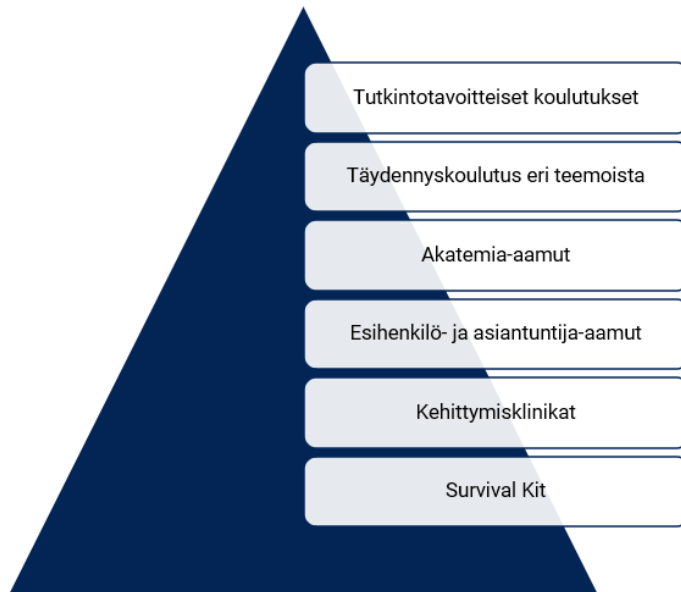 Tutkintotavoitteiset koulutukset
Täydennyskoulutus eri teemoista
Akatemia-aamut
Esihenkilö- ja asiantuntija-aamut
Kehittymisklinikat
Survival Kit